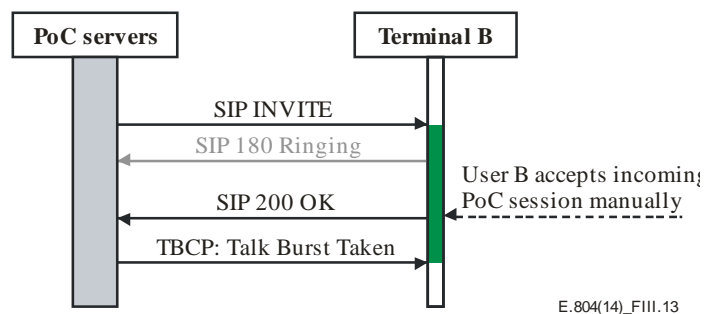 PoC servers
Terminal B
SIP INVITE
SIP 180 Ringing
User B accepts incoming
PoC session manually
SIP 200 OK
TBCP: Talk Burst Taken
E.804(14)_FIII.13